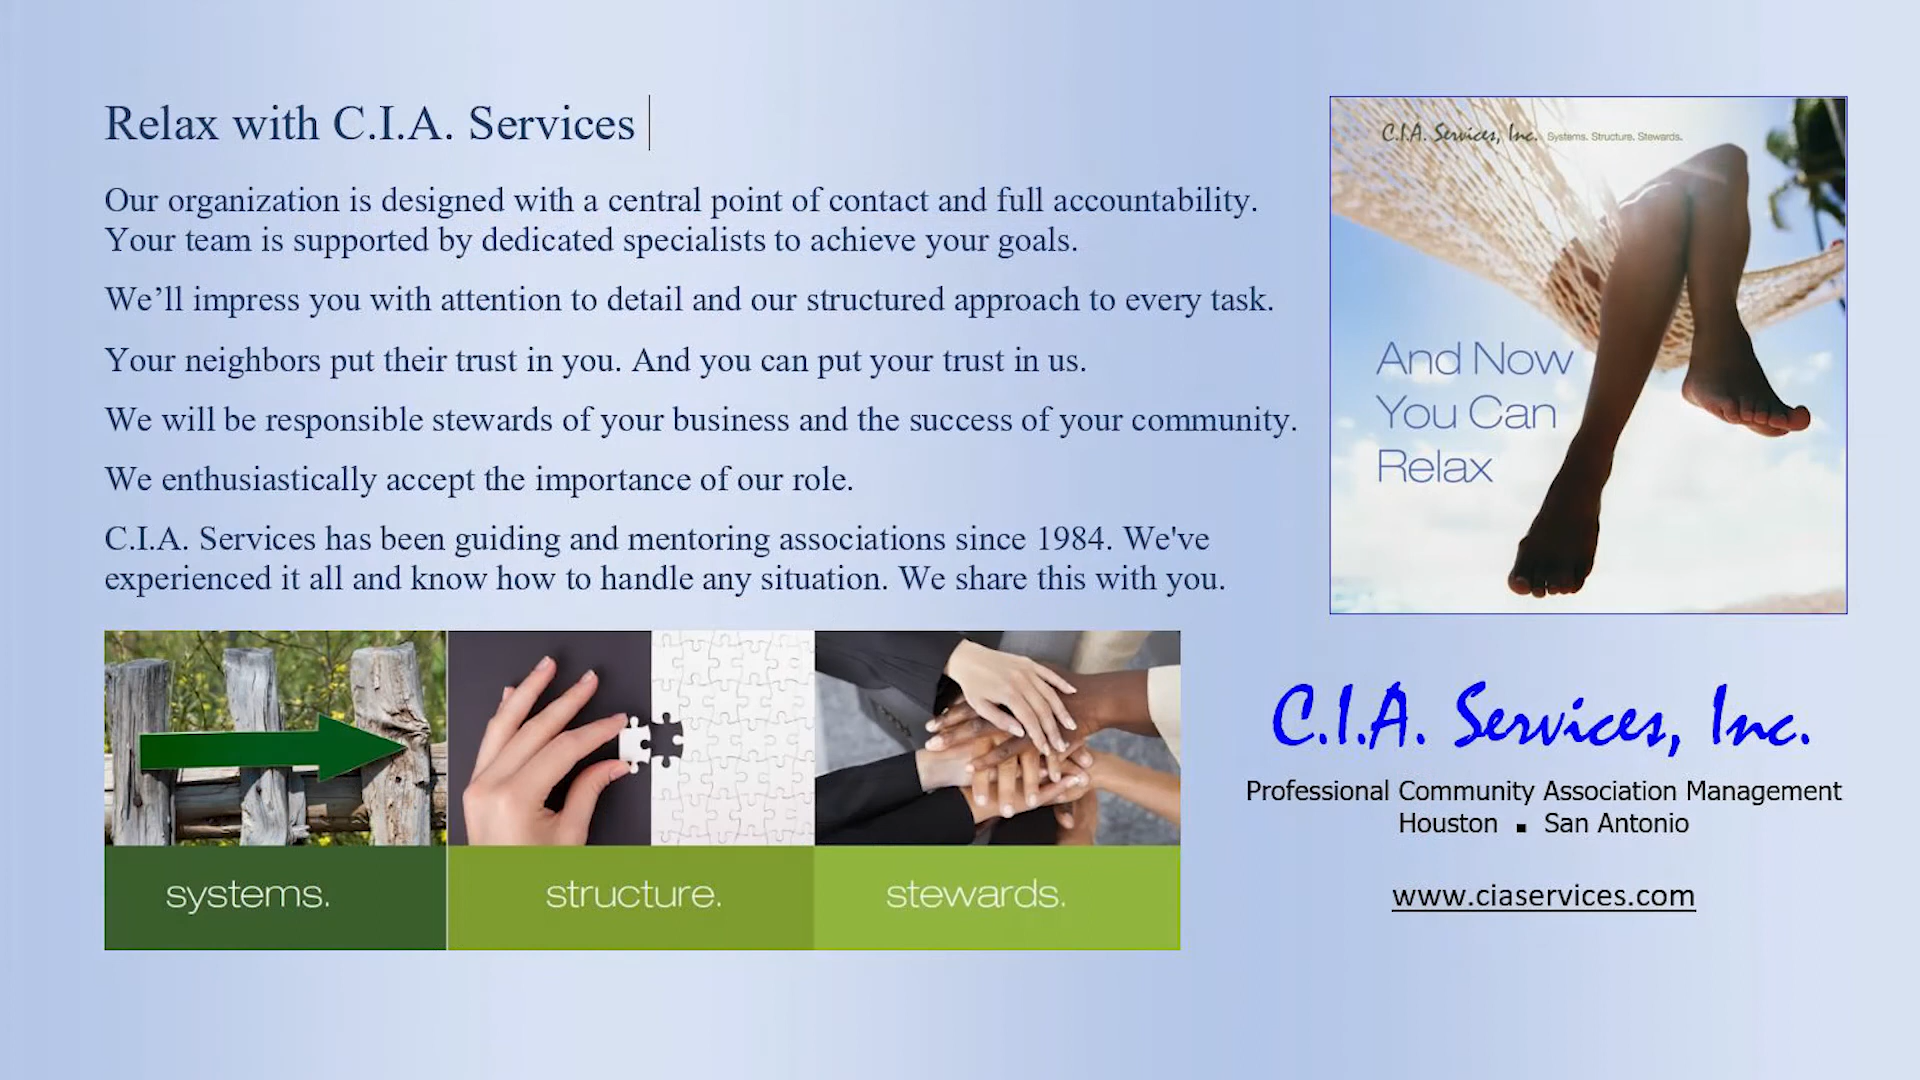 Relax with C.I.A. Services
Our organization is designed with a central point of contact and full accountability.
Your team is supported by dedicated specialists to achieve your goals.
We’ll impress you with attention to detail and our structured approach to every task.
Your neighbors put their trust in you. And you can put your trust in us.
We will be responsible stewards of your business and the success of your community.
We enthusiastically accept the importance of our role.
C.I.A. Services has been guiding and mentoring associations since 1984. We've
experienced it all and know how to handle any situation. We share this with you.
systems.
structure.
stewards.
C.I.A. Services, Inc. Systems. Structure. Stewards.
And Now
You Can
Relax
C.I.A. Services, Inc.
Professional Community Association Management
Houston ▪ San Antonio
www.ciaservices.com